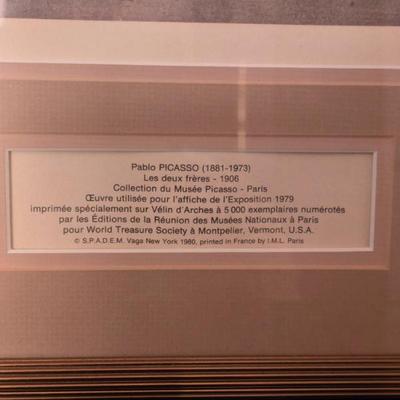 Pablo PICASSO (1881-1973)
Les deux frères - 1906
Collection du Musée Picasso - Paris
Œuvre utilisée pour l'affiche de l'Exposition 1979
imprimée spécialement sur Vélin d'Arches à 5 000 exemplaires numérotés
par les Éditions de la Réunion des Musées Nationaux à Paris
pour World Treasure Society à Montpelier, Vermont, U.S.A.
© S.P.A.D.E.M. Vaga New York 1980, printed in France by I.M.L. Paris